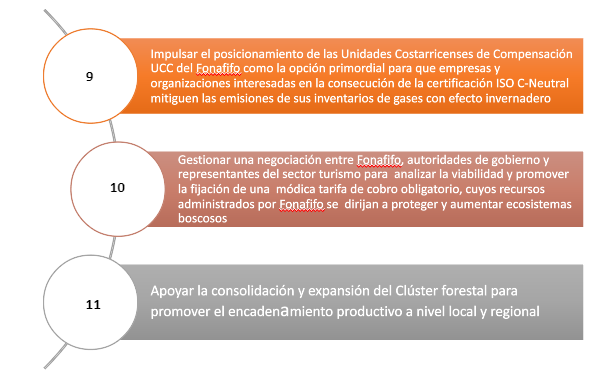 9
Impulsar el posicionamiento de las Unidades Costarricenses de Compensación
UCC del Fonafifo como la opción primordial para que empresas y
organizaciones interesadas en la consecución de la certificación ISO C-Neutral
mitiguen las emisiones de sus inventarios de gases con efecto invernadero
10
Gestionar una negociación entre Fonafifo, autoridades de gobierno y
representantes del sector turismo para analizar la viabilidad y promover
la fijación de una módica tarifa de cobro obligatorio, cuyos recursos
administrados por Fonafifo se dirijan a proteger y aumentar ecosistemas
boscosos
11
Apoyar la consolidación y expansión del Clúster forestal para
promover el encadenamiento productivo a nivel local y regional